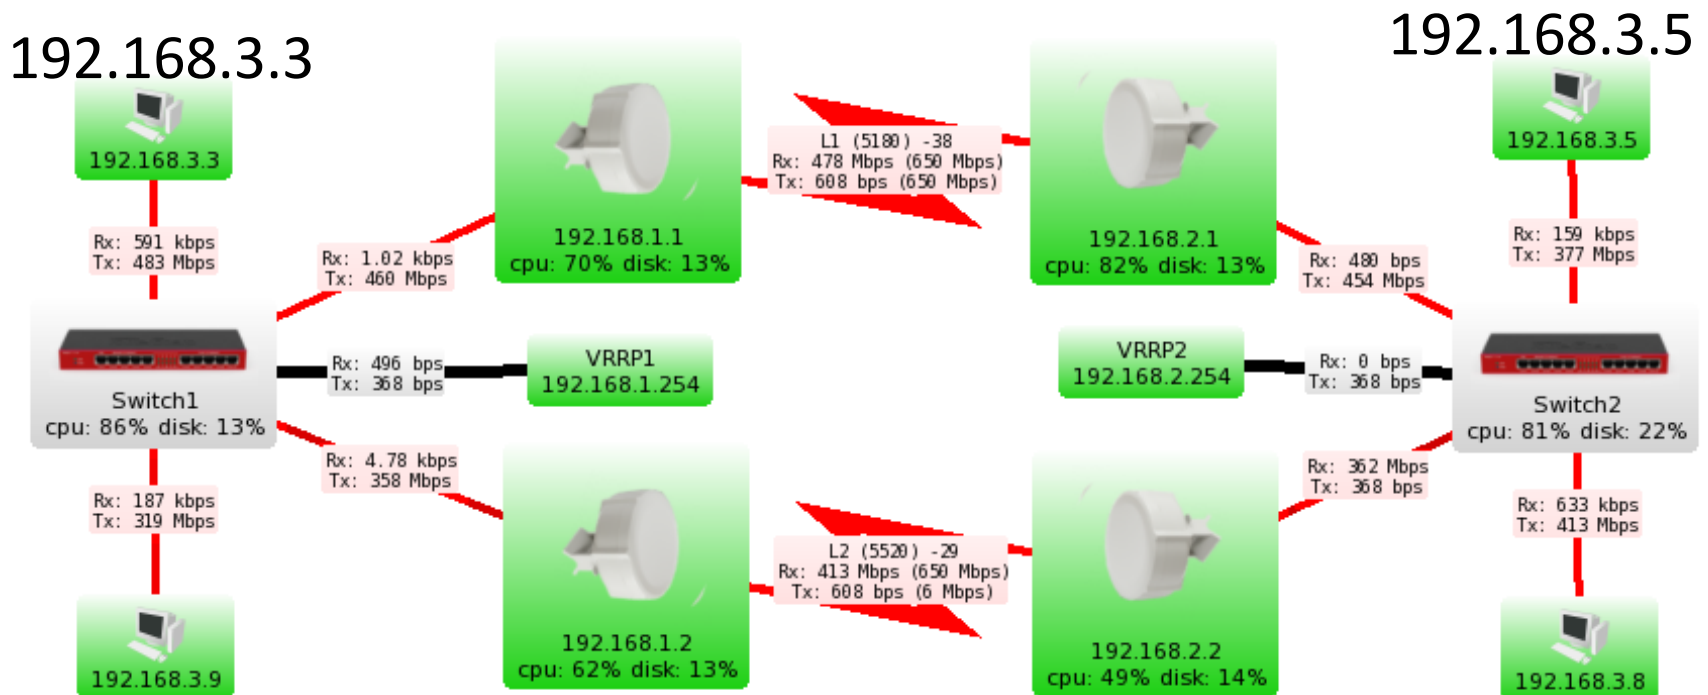 192.168.3.3
192.168.3.5
192.168.3.3
192.168.3.5
L1 (5180) -38
Rx: 478 Mbps (650 Mbps)
Tx: 608 bps (650 Mbps)
192.168.1.1
cpu: 70% disk: 13%
192.168.2.1
cpu: 82% disk: 13%
Rx: 591 kbps
Tx: 483 Mbps
Rx: 1.02 kbps
Tx: 460 Mbps
Rx: 480 bps
Tx: 454 Mbps
Rx: 159 kbps
Tx: 377 Mbps
Switch1
cpu: 86% disk: 13%
Rx: 496 bps
Tx: 368 bps
VRRP1
192.168.1.254
VRRP2
192.168.2.254
Rx: 0 bps
Tx: 368 bps
Switch2
cpu: 81% disk: 22%
Rx: 4.78 kbps
Tx: 358 Mbps
Rx: 362 Mbps
Tx: 368 bps
Rx: 187 kbps
Tx: 319 Mbps
Rx: 633 kbps
Tx: 413 Mbps
L2 (5520) -29
Rx: 413 Mbps (650 Mbps)
Tx: 608 bps (6 Mbps)
192.168.1.2
cpu: 62% disk: 13%
192.168.2.2
cpu: 49% disk: 14%
192.168.3.9
192.168.3.8